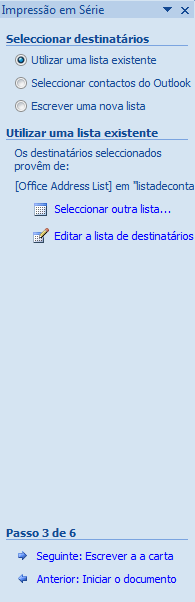 Impressão em Série
Seleccionar destinatários
Utilizar uma lista existente
Seleccionar contactos do Outlook
Escrever uma nova lista
Utilizar uma lista existente
Os destinatários seleccionados
provêm de:
[Office Address List] em "listadeconta
Seleccionar outra lista...
Editar a lista de destinatários
Passo 3 de 6
Seguinte: Escrever a a carta
Anterior: Iniciar o documento